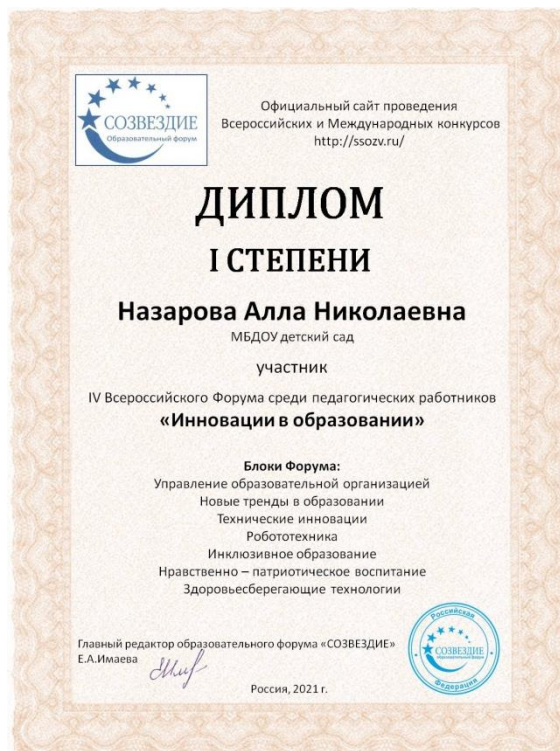 СОЗВЕЗДИЕ
Образовательный форум
Официальный сайт проведения
Всероссийских и Международных конкурсов
http://ssozv.ru/
ДИПЛОМ
I СТЕПЕНИ
Назарова Алла Николаевна
МБДОУ детский сад
участник
IV Всероссийского Форума среди педагогических работников
«Инновации в образовании»
Блоки Форума:
Управление образовательной организацией
Новые тренды в образовании
Технические инновации
Робототехника
Инклюзивное образование
Нравственно – патриотическое воспитание
Здоровьесберегающие технологии
Главный редактор образовательного форума «СОЗВЕЗДИЕ»
Е.А.Имаева
Россия, 2021 г.
Российская
СОЗВЕЗДИЕ
Образовательный форум
Федерация